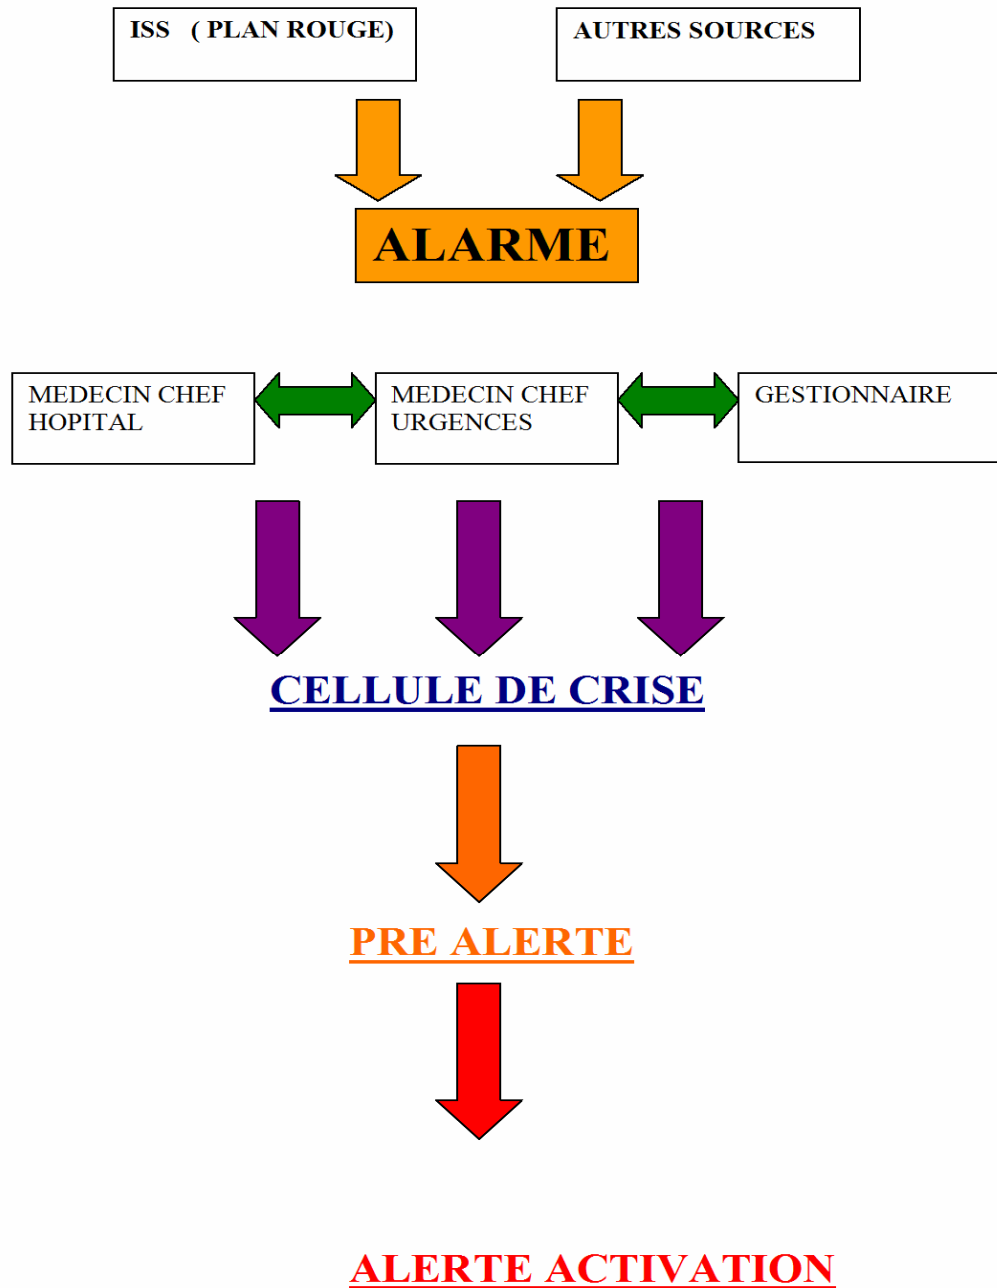 ISS ( PLAN ROUGE)
AUTRES SOURCES
ALARME
MEDECIN CHEF
HOPITAL
MEDECIN CHEF
URGENCES
GESTIONNAIRE
CELLULE DE CRISE
PRE ALERTE
ALERTE ACTIVATION